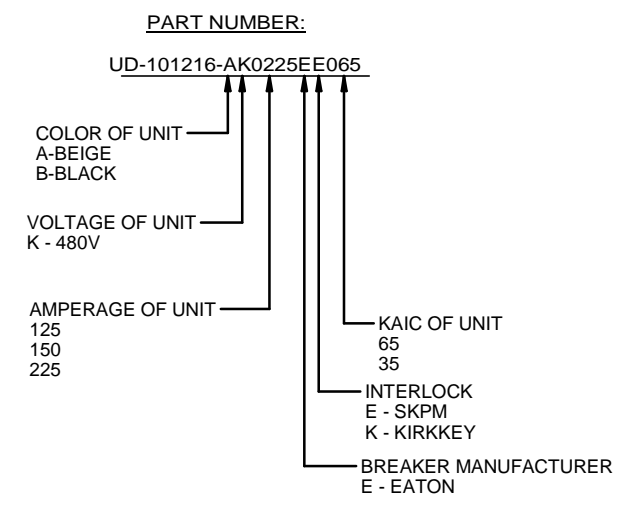 PART NUMBER:
UD-101216-AK0225EE065
COLOR OF UNIT
A-BEIGE
B-BLACK
VOLTAGE OF UNIT
K - 480V
AMPERAGE OF UNIT
125
150
225
KAIC OF UNIT
65
35
INTERLOCK
E - SKPM
K - KIRKKEY
BREAKER MANUFACTURER
E - EATON